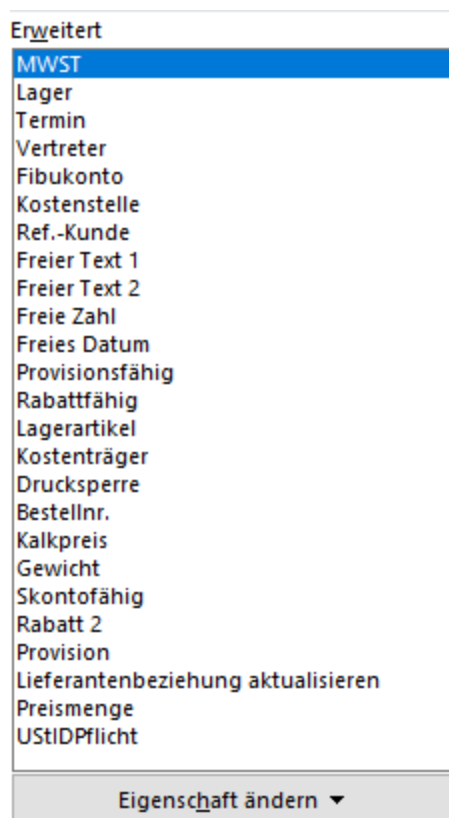 Erweitert
MWST
Lager
Termin
Vertreter
Fibukonto
Kostenstelle
Ref.-Kunde
Freier Text 1
Freier Text 2
Freie Zahl
Freies Datum
Provisionsfähig
Rabattfähig
Lagerartikel
Kostenträger
Drucksperre
Bestellnr.
Kalkpreis
Gewicht
Skontofähig
Rabatt 2
Provision
Lieferantenbeziehung aktualisieren
Preismenge
UStIDPflicht
Eigenschaft ändern